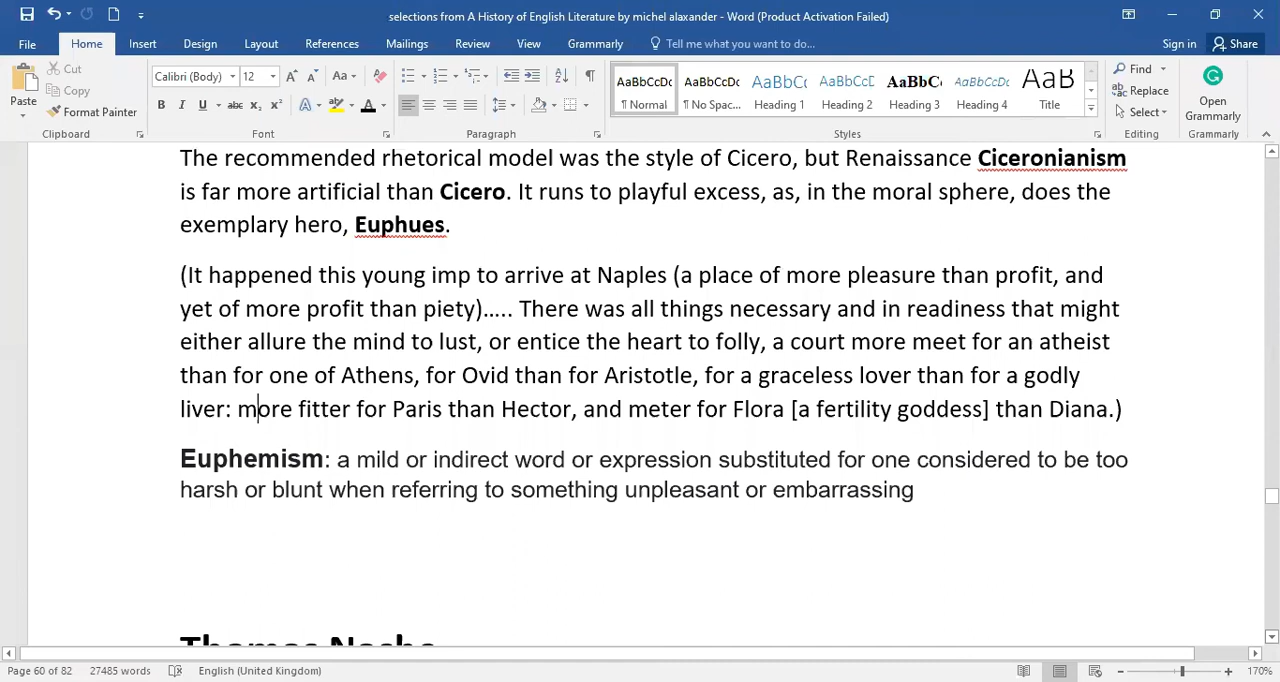 selections from A History of English Literature by michel alaxander - Word (Product Activation Failed)
File Home Insert Design Layout References Mailings Review View Grammarly Tell me what you want to do... Sign in Share
Paste Cut Copy Format Painter
Clipboard
Calibri (Body) 12 Aa
B I U abc x₂ x² A A
Font
Paragraph
AaBbCcDc AaBbCcDc AaBbC( AaBbCcC AaBbC AaBbCcD AaB
¶ Normal ¶ No Spac... Heading 1 Heading 2 Heading 3 Heading 4 Title
Styles
Find Replace Select
Editing
Open Grammarly
Grammarly
The recommended rhetorical model was the style of Cicero, but Renaissance Ciceronianism
is far more artificial than Cicero. It runs to playful excess, as, in the moral sphere, does the
exemplary hero, Euphues.
(It happened this young imp to arrive at Naples (a place of more pleasure than profit, and
yet of more profit than piety)….. There was all things necessary and in readiness that might
either allure the mind to lust, or entice the heart to folly, a court more meet for an atheist
than for one of Athens, for Ovid than for Aristotle, for a graceless lover than for a godly
liver: more fitter for Paris than Hector, and meter for Flora [a fertility goddess] than Diana.)
Euphemism: a mild or indirect word or expression substituted for one considered to be too
harsh or blunt when referring to something unpleasant or embarrassing
Thomas Nashe
Page 60 of 82 27485 words English (United Kingdom) 170%